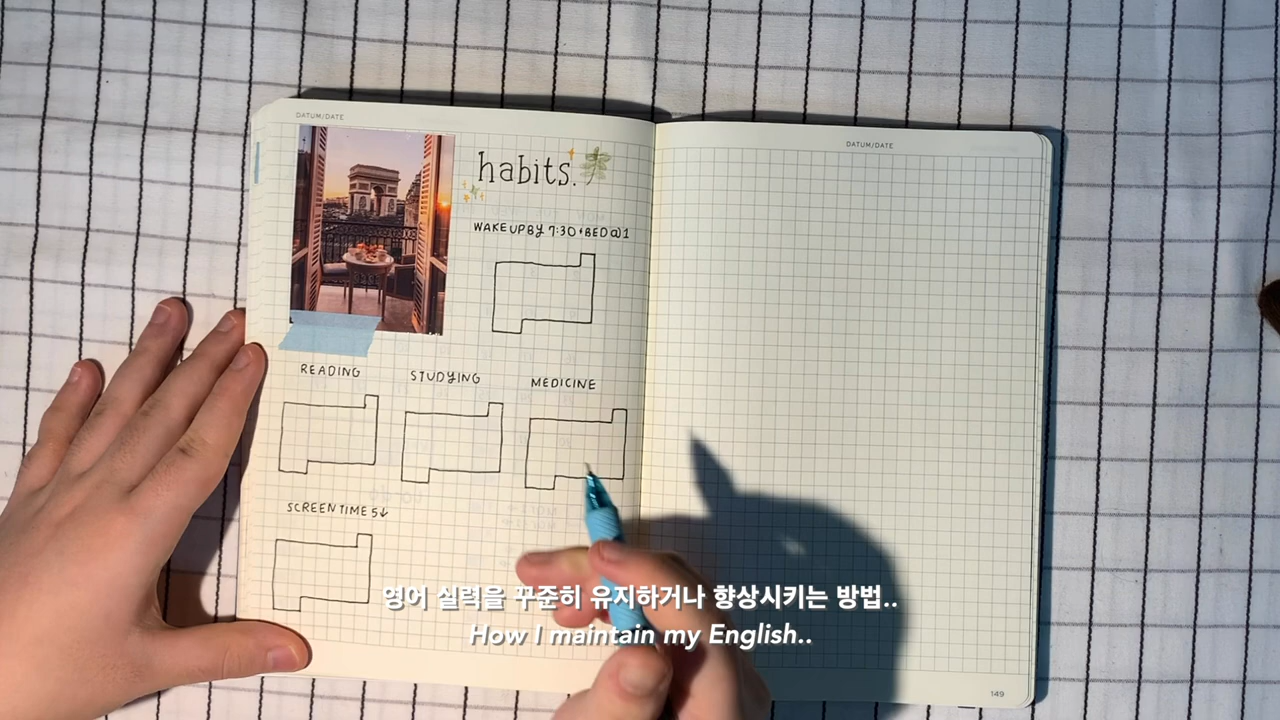 DATUM/DATE
habits.
WAKE UP BY 7:30 + BED @ 1
READING
STUDYING
MEDICINE
SCREEN TIME 5↓
DATUM/DATE
149
영어 실력을 꾸준히 유지하거나 향상시키는 방법..
How I maintain my English..